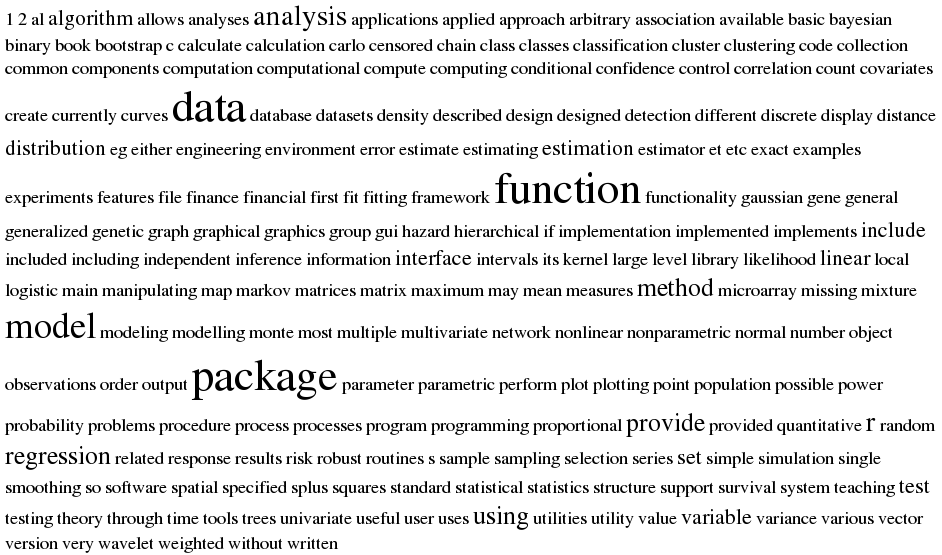 1 2 al algorithm allows analyses analysis applications applied approach arbitrary association available basic bayesian
binary book bootstrap c calculate calculation carlo censored chain class classes classification cluster clustering code collection
common components computation computational compute computing conditional confidence control correlation count covariates
create currently curves data database datasets density described design designed detection different discrete display distance
distribution eg either engineering environment error estimate estimating estimation estimator et etc exact examples
experiments features file finance financial first fit fitting framework function functionality gaussian gene general
generalized genetic graph graphical graphics group gui hazard hierarchical if implementation implemented implements include
included including independent inference information interface intervals its kernel large level library likelihood linear local
logistic main manipulating map markov matrices matrix maximum may mean measures method microarray missing mixture
model modeling modelling monte most multiple multivariate network nonlinear nonparametric normal number object
observations order output package parameter parametric perform plot plotting point population possible power
probability problems procedure process processes program programming proportional provide provided quantitative r random
regression related response results risk robust routines s sample sampling selection series set simple simulation single
smoothing so software spatial specified splus squares standard statistical statistics structure support survival system teaching test
testing theory through time tools trees univariate useful user uses using utilities utility value variable variance various vector
version very wavelet weighted without written